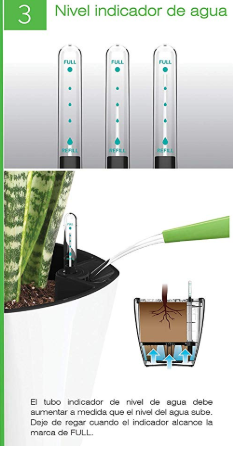 3 Nivel indicador de agua
FULL FULL FULL
REFILL REFILL REFILL
El tubo indicador de nivel de agua debe
aumentar a medida que el nivel del agua sube.
Deje de regar cuando el indicador alcance la
marca de FULL.